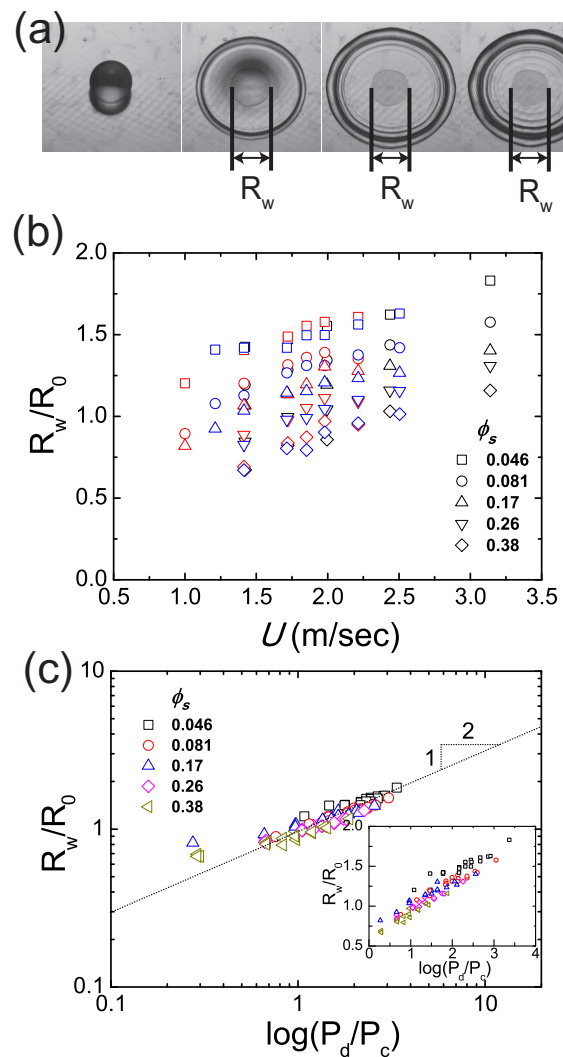 (a)
R_w R_w R_w
(b)
2.0
1.5
1.0
0.5
0.0
R_w/R_0
ϕ_s
0.046
0.081
0.17
0.26
0.38
0.5 1.0 1.5 2.0 2.5 3.0 3.5
U (m/sec)
(c)
10
1
0.1
R_w/R_0
ϕ_s
0.046
0.081
0.17
0.26
0.38
2
1
2.0
1.5
1.0
0.5
R_w/R_0
0 1 2 3 4
log(P_d/P_c)
0.1 1 10
log(P_d/P_c)